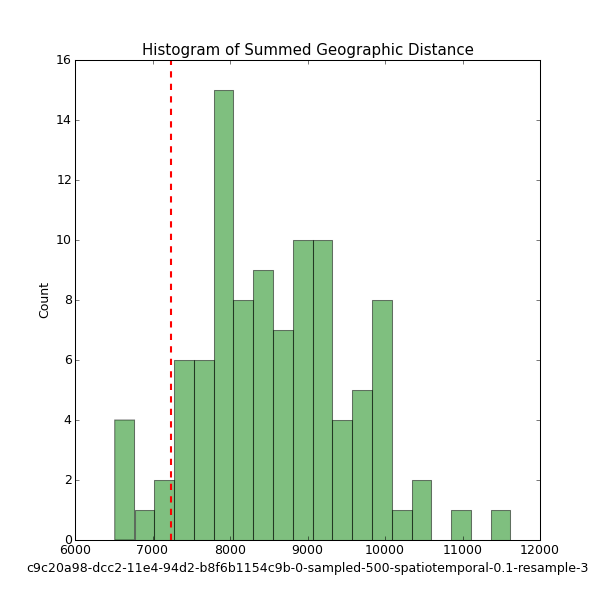 Histogram of Summed Geographic Distance
16
14
12
10
8
6
4
2
0
Count
6000 7000 8000 9000 10000 11000 12000
c9c20a98-dcc2-11e4-94d2-b8f6b1154c9b-0-sampled-500-spatiotemporal-0.1-resample-3